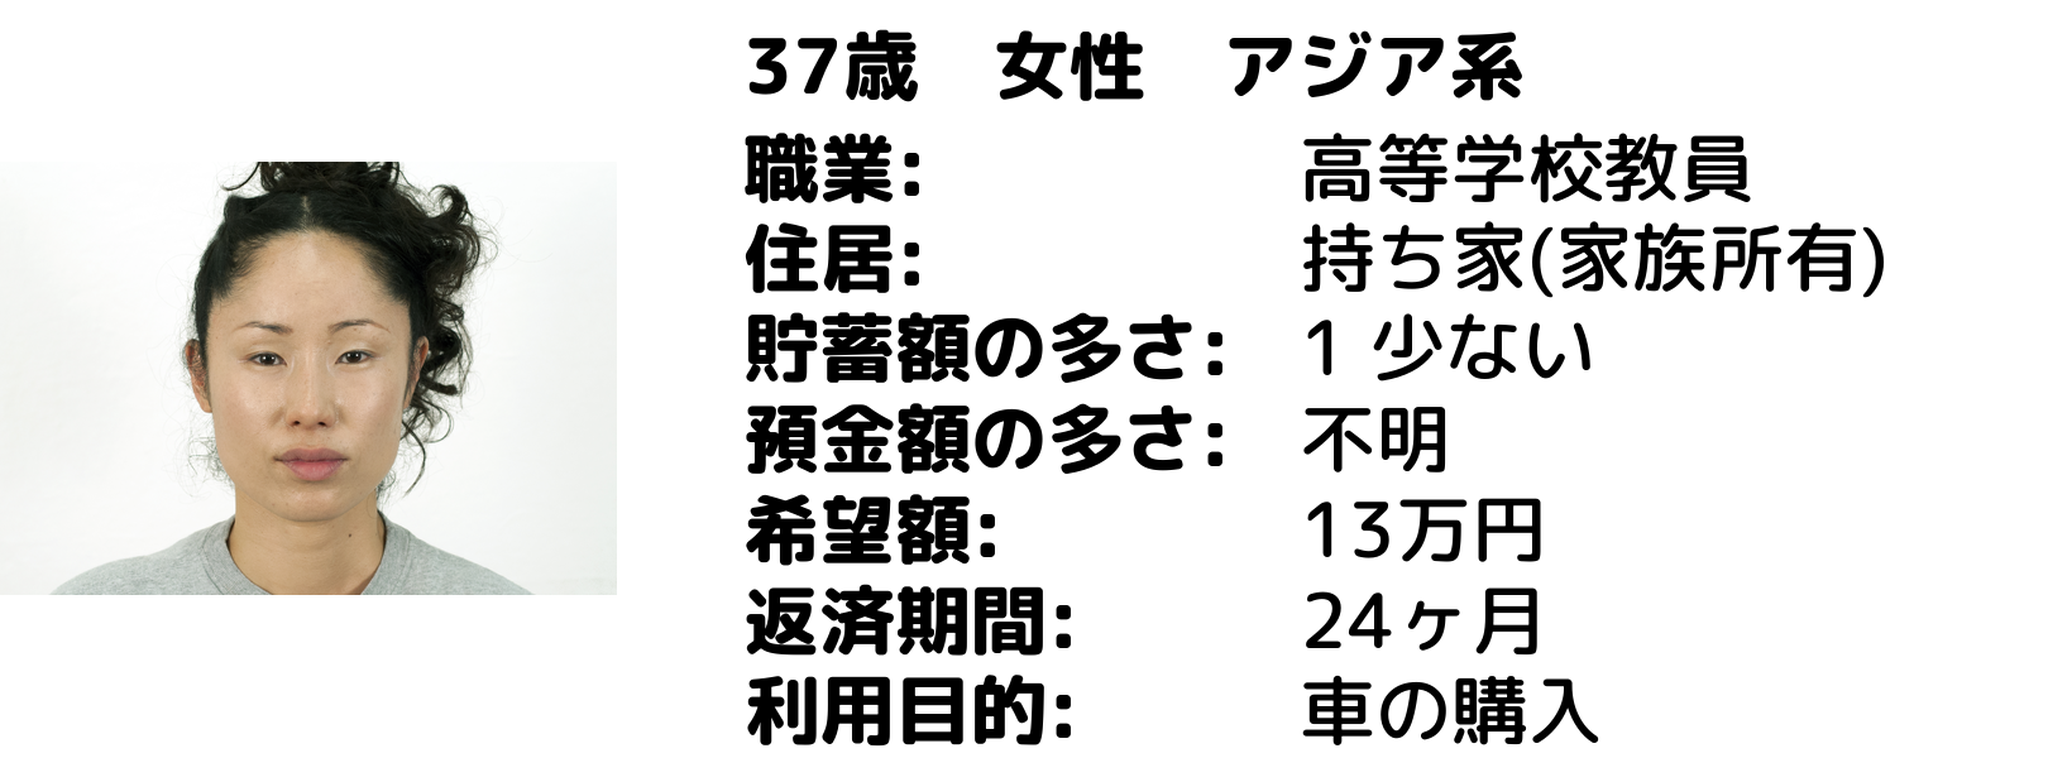 37歳　女性　アジア系
職業: 高等学校教員
住居: 持ち家(家族所有)
貯蓄額の多さ: 1 少ない
預金額の多さ: 不明
希望額: 13万円
返済期間: 24ヶ月
利用目的: 車の購入